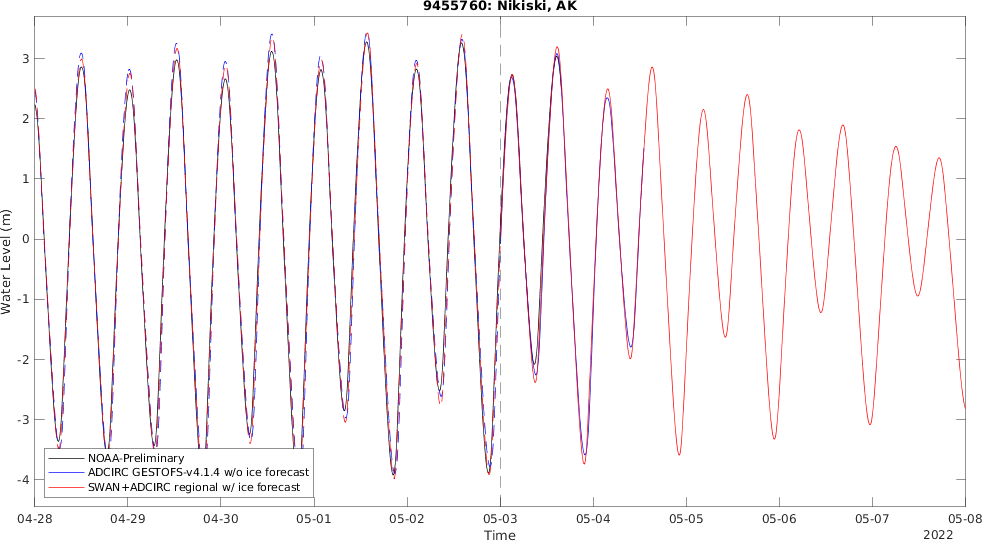 9455760: Nikiski, AK
Water Level (m)
3
2
1
0
-1
-2
-3
-4
NOAA-Preliminary
ADCIRC GESTOFS-v4.1.4 w/o ice forecast
SWAN+ADCIRC regional w/ ice forecast
04-28 04-29 04-30 05-01 05-02 05-03 05-04 05-05 05-06 05-07 05-08
Time
2022